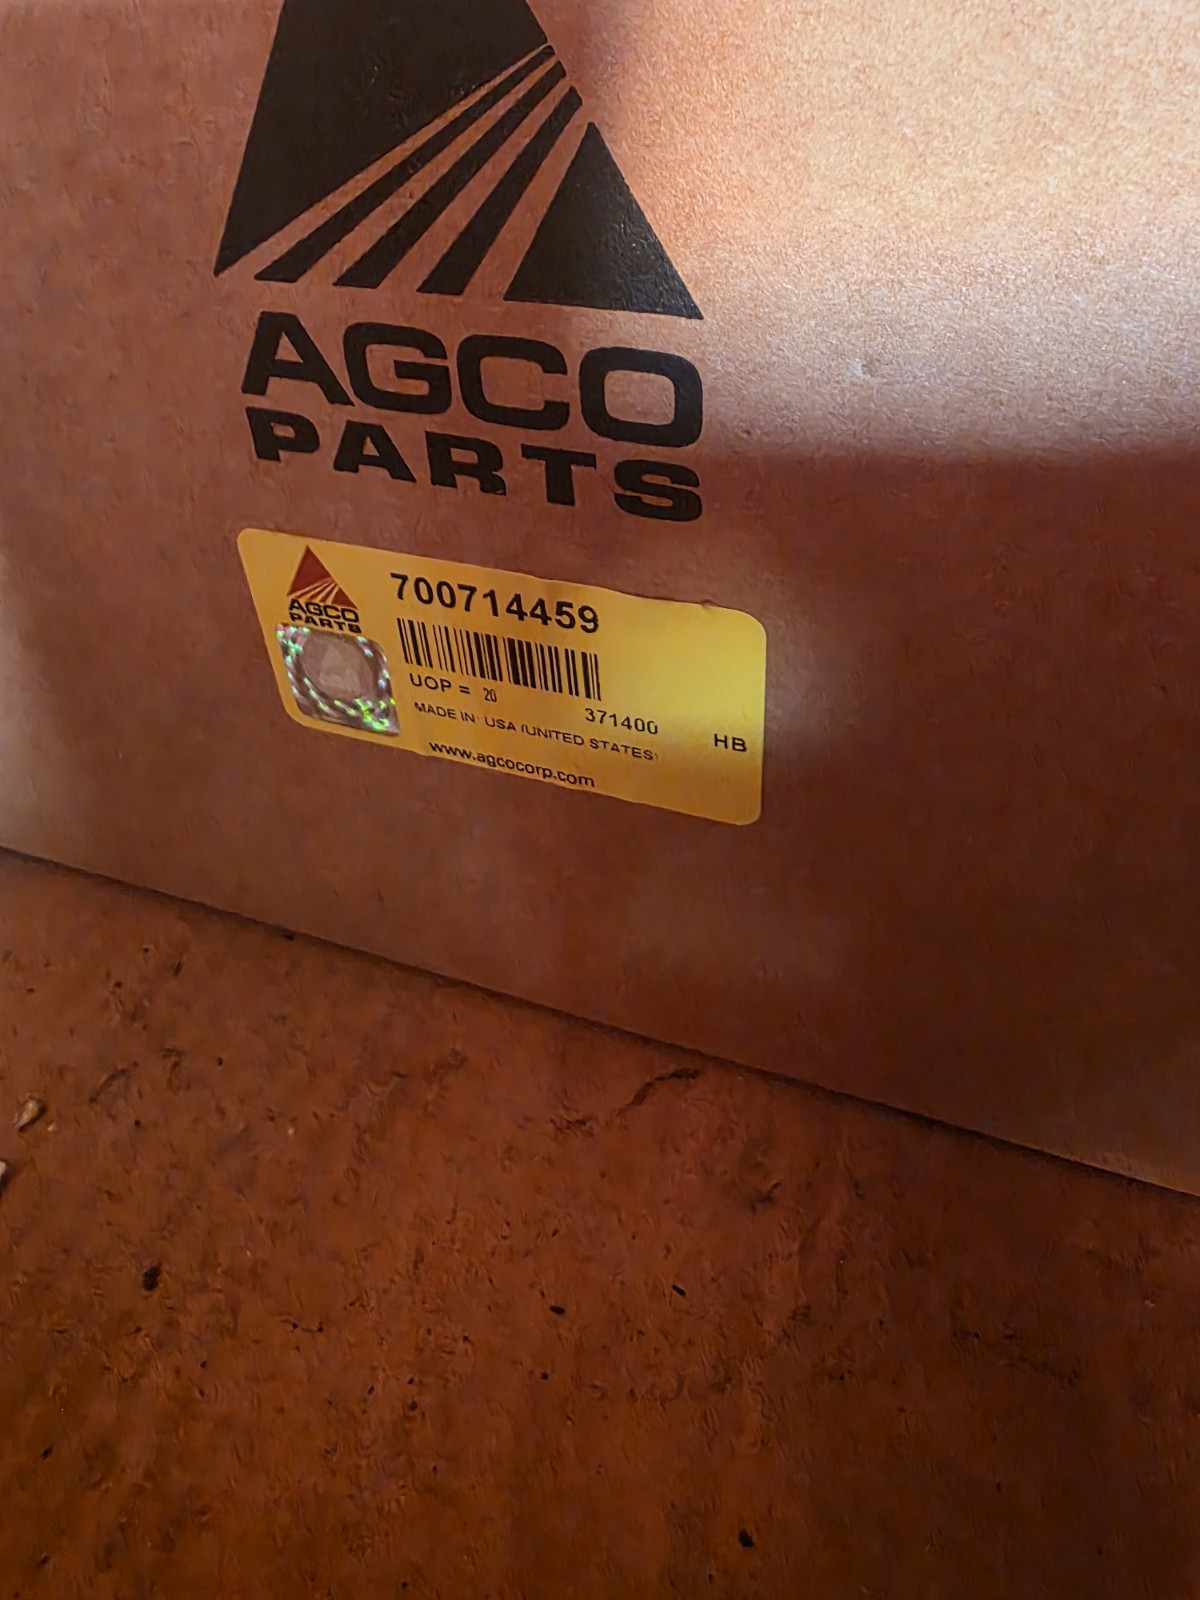 AGCO
PARTS
AGCO
PARTS
700714459
UOP = 20
371400
MADE IN: USA (UNITED STATES)
HB
www.agcocorp.com